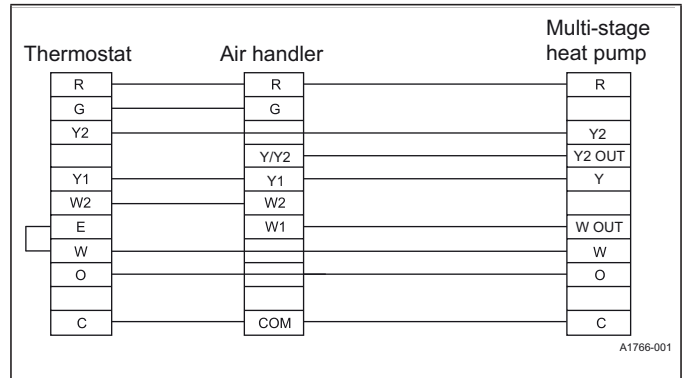 Thermostat
Air handler
Multi-stage
heat pump
R R R
G G
Y2 Y2
Y/Y2 Y2 OUT
Y1 Y1 Y
W2 W2
E W1 W OUT
W W
O O
C COM C
A1766-001